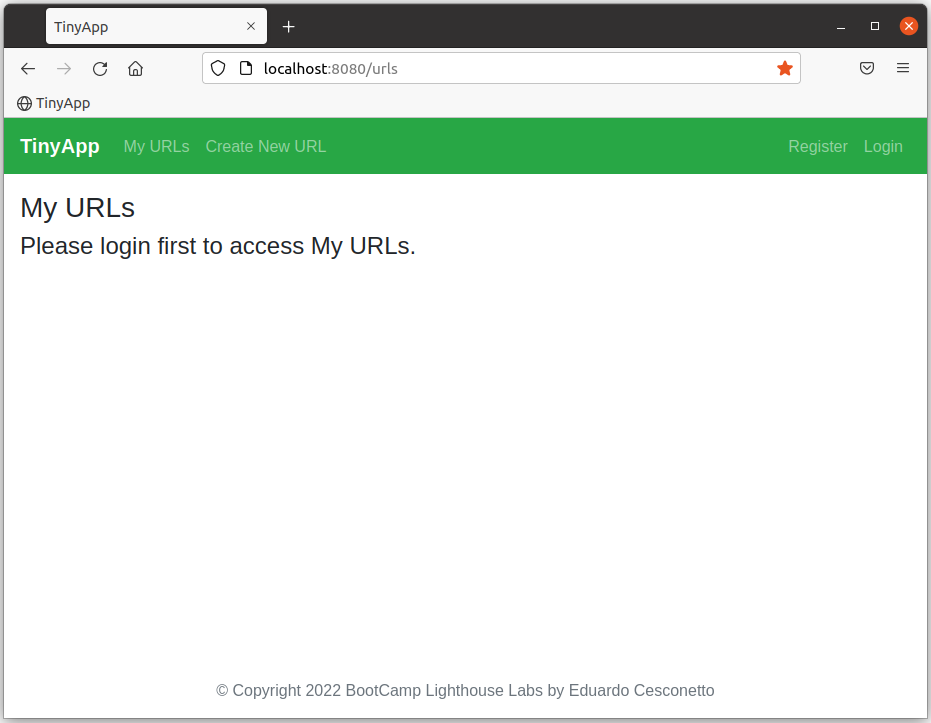 TinyApp
localhost:8080/urls
TinyApp
TinyApp My URLs Create New URL Register Login
My URLs
Please login first to access My URLs.
© Copyright 2022 BootCamp Lighthouse Labs by Eduardo Cesconetto